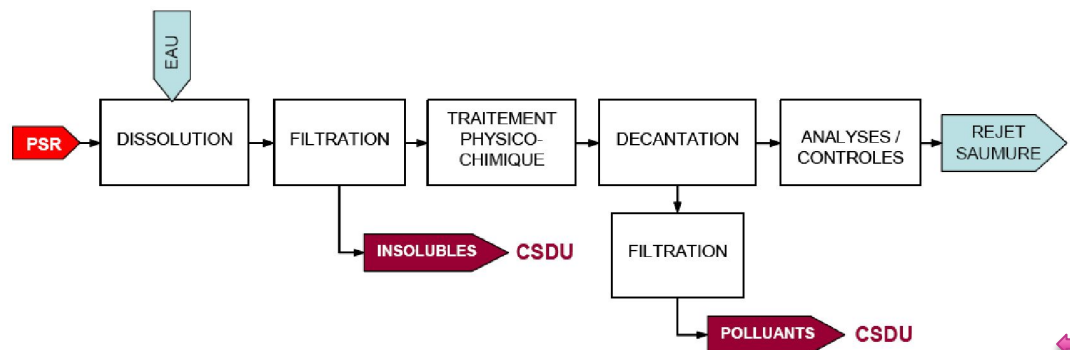 EAU
PSR
DISSOLUTION
FILTRATION
TRAITEMENT
PHYSICO-
CHIMIQUE
DECANTATION
ANALYSES /
CONTROLES
REJET
SAUMURE
INSOLUBLES
CSDU
FILTRATION
POLLUANTS
CSDU